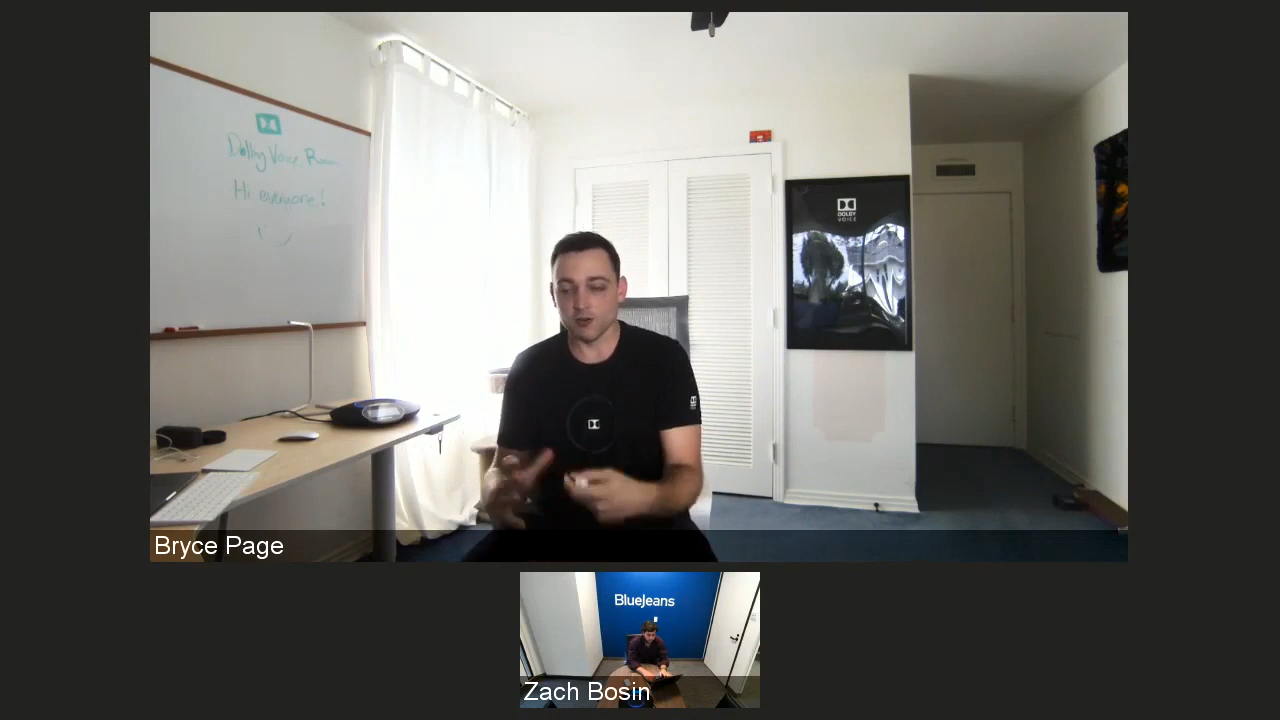 Dolby Voice Room
Hi everyone!
DOLBY
VOICE
Bryce Page
BlueJeans
Zach Bosin